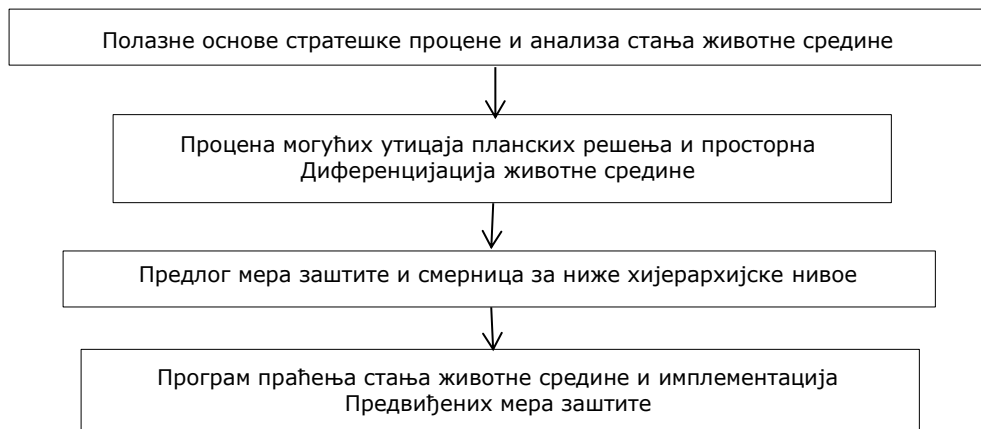 Полазне основе стратешке процене и анализа стања животне средине
Процена могућих утицаја планских решења и просторна
Диференцијација животне средине
Предлог мера заштите и смерница за ниже хијерархијске нивое
Програм праћења стања животне средине и имплементација
Предвиђених мера заштите